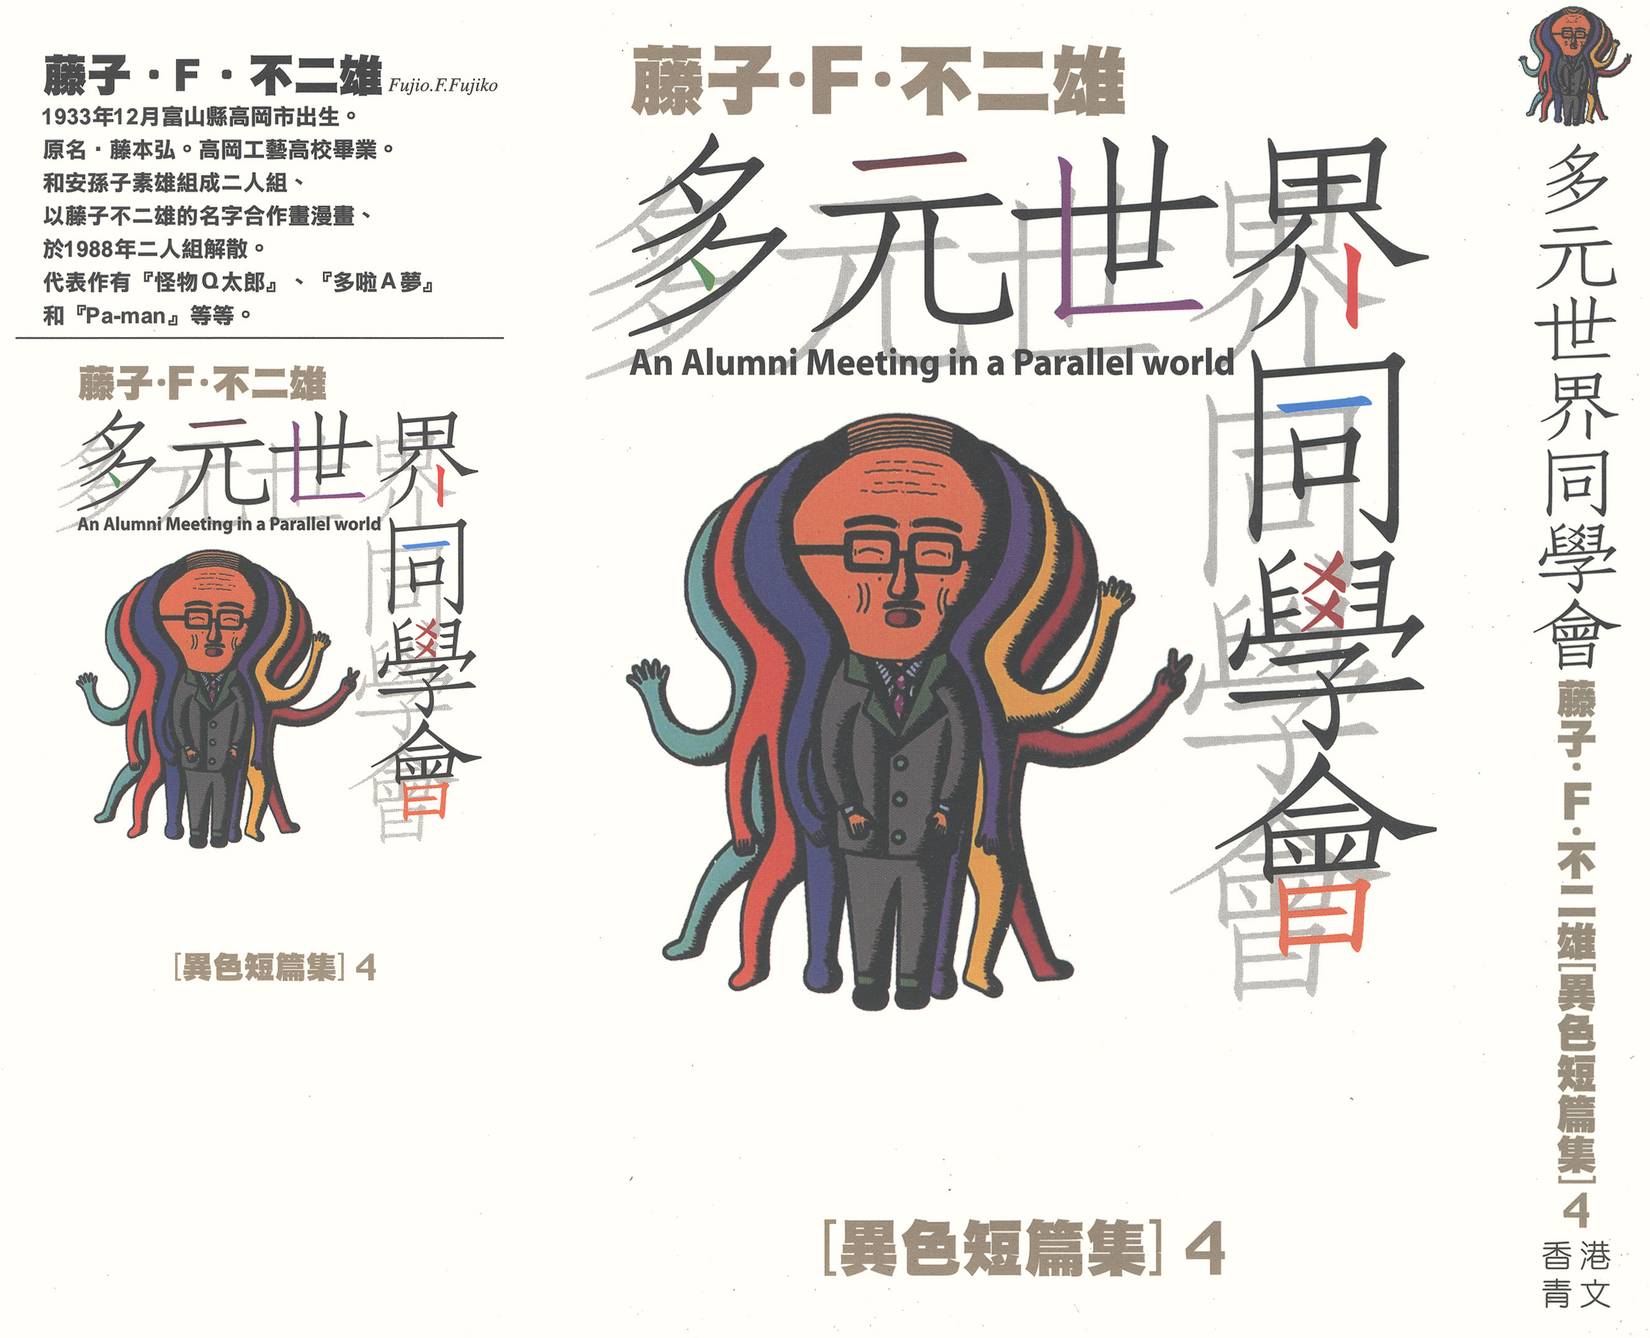 藤子・F・不二雄 Fujio.F.Fujiko
1933年12月富山縣高岡市出生。
原名・藤本弘。高岡工藝高校畢業。
和安孫子素雄組成二人組、
以藤子不二雄的名字合作畫漫畫、
於1988年二人組解散。
代表作有『怪物Q太郎』、『多啦A夢』
和『Pa-man』等等。
藤子・F・不二雄
多元世界
An Alumni Meeting in a Parallel world
同學會
[異色短篇集] 4
藤子・F・不二雄
多元世界
An Alumni Meeting in a Parallel world
同學會
[異色短篇集] 4
多元世界同學會
藤子・F・不二雄[異色短篇集] 4
香港
青文